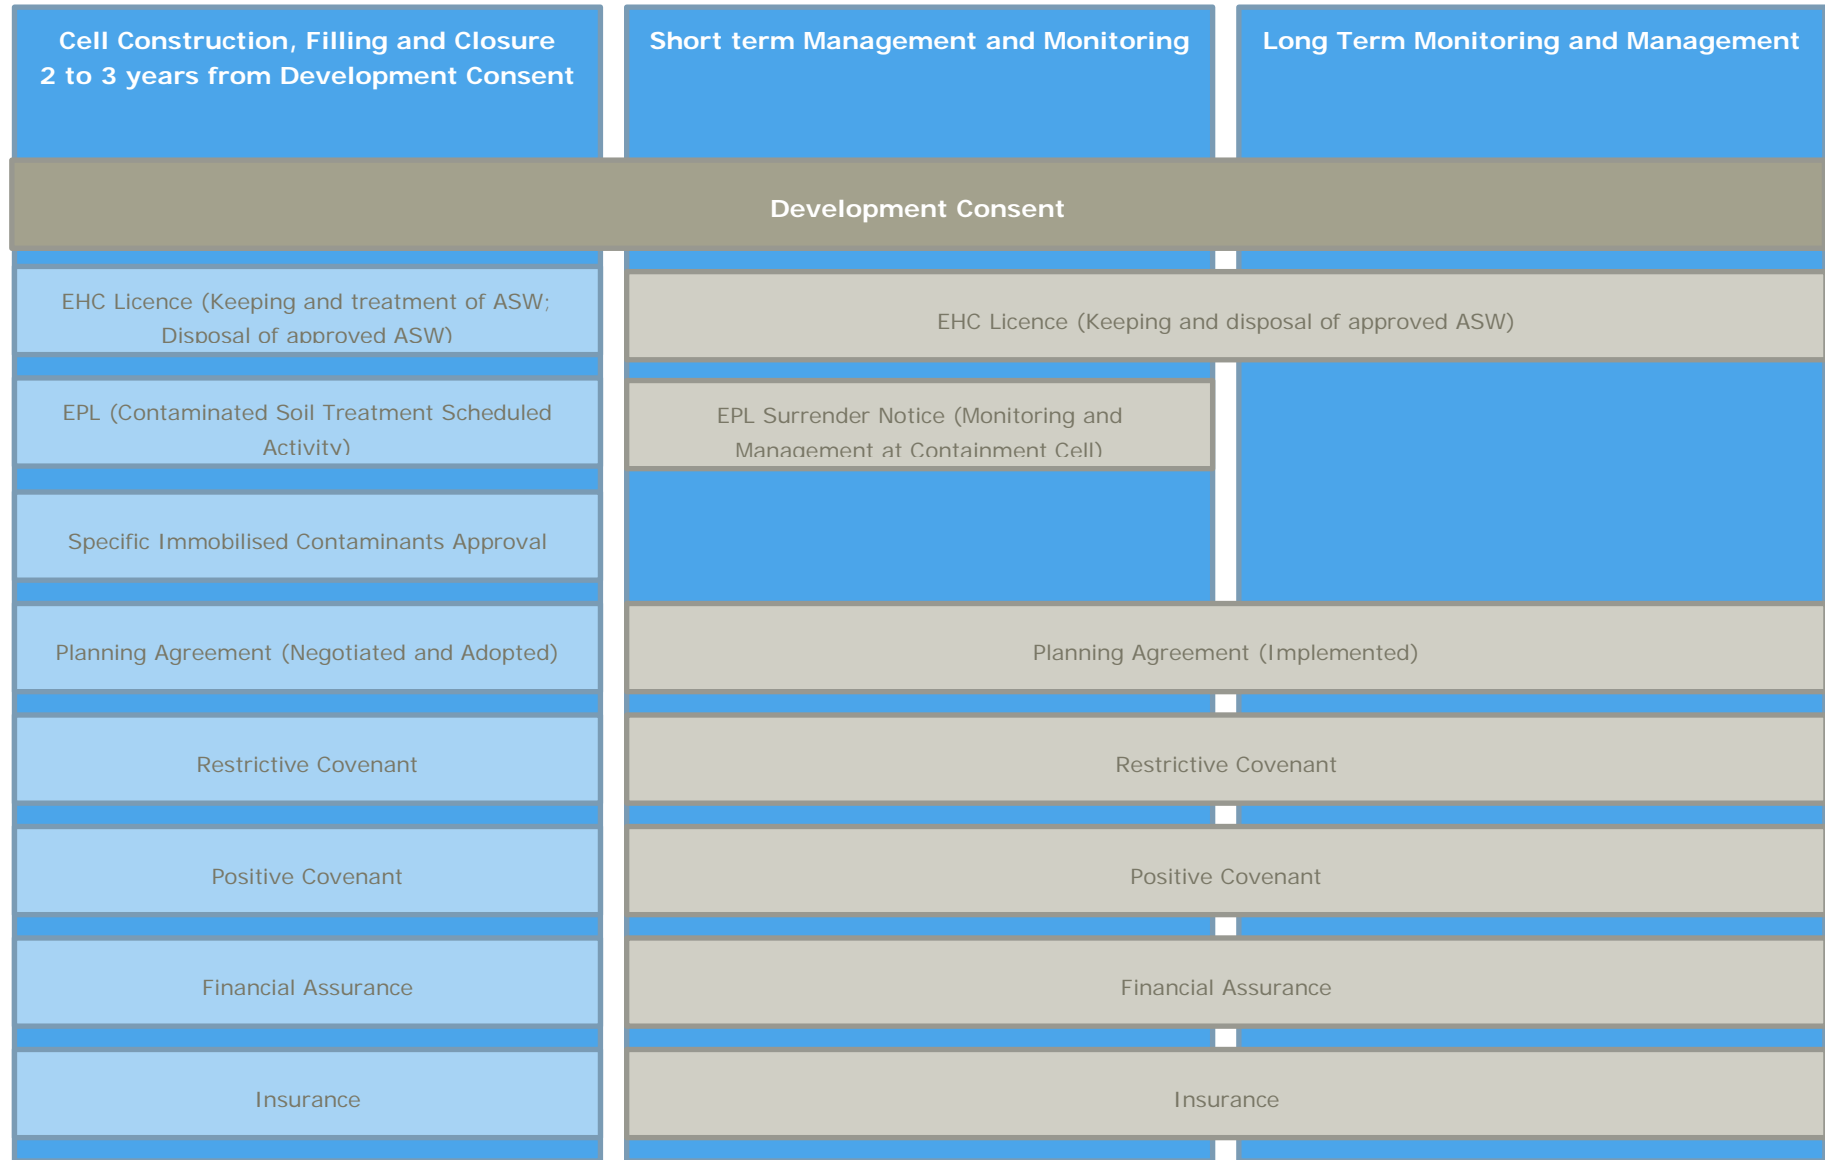 Cell Construction, Filling and Closure
2 to 3 years from Development Consent
Short term Management and Monitoring
Long Term Monitoring and Management
Development Consent
EHC Licence (Keeping and treatment of ASW;
Disposal of approved ASW)
EHC Licence (Keeping and disposal of approved ASW)
EPL (Contaminated Soil Treatment Scheduled
Activity)
EPL Surrender Notice (Monitoring and
Management at Containment Cell)
Specific Immobilised Contaminants Approval
Planning Agreement (Negotiated and Adopted)
Planning Agreement (Implemented)
Restrictive Covenant
Restrictive Covenant
Positive Covenant
Positive Covenant
Financial Assurance
Financial Assurance
Insurance
Insurance